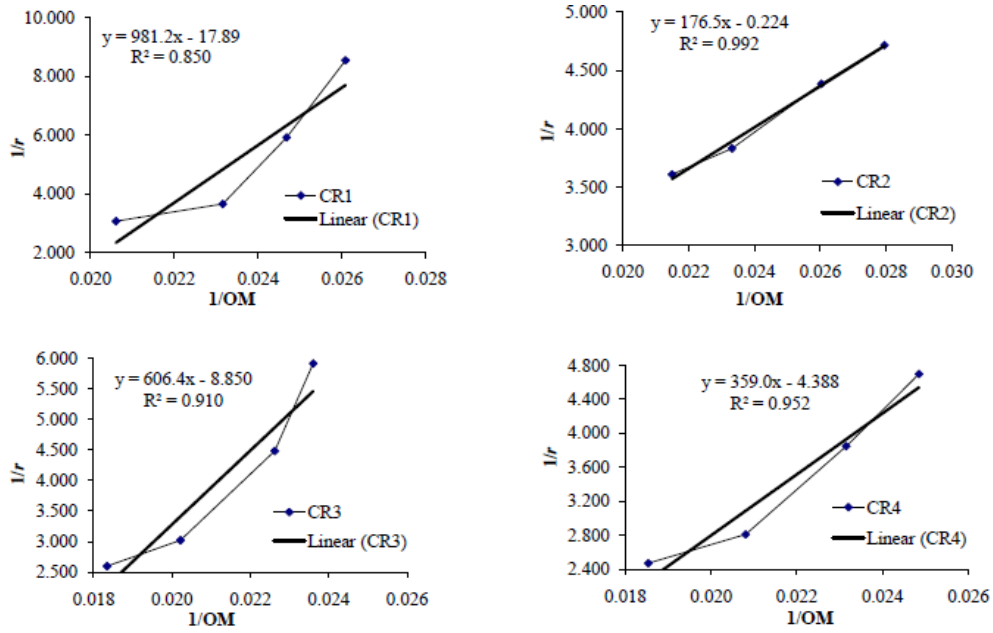 10.000
8.000
6.000
4.000
2.000
1/r
y = 981.2x - 17.89
R² = 0.850
CR1
Linear (CR1)
0.020 0.022 0.024 0.026 0.028
1/OM
5.000
4.500
4.000
3.500
3.000
1/r
y = 176.5x - 0.224
R² = 0.992
CR2
Linear (CR2)
0.020 0.022 0.024 0.026 0.028 0.030
1/OM
6.000
5.500
5.000
4.500
4.000
3.500
3.000
2.500
1/r
y = 606.4x - 8.850
R² = 0.910
CR3
Linear (CR3)
0.018 0.020 0.022 0.024 0.026
1/OM
4.800
4.400
4.000
3.600
3.200
2.800
2.400
1/r
y = 359.0x - 4.388
R² = 0.952
CR4
Linear (CR4)
0.018 0.020 0.022 0.024 0.026
1/OM